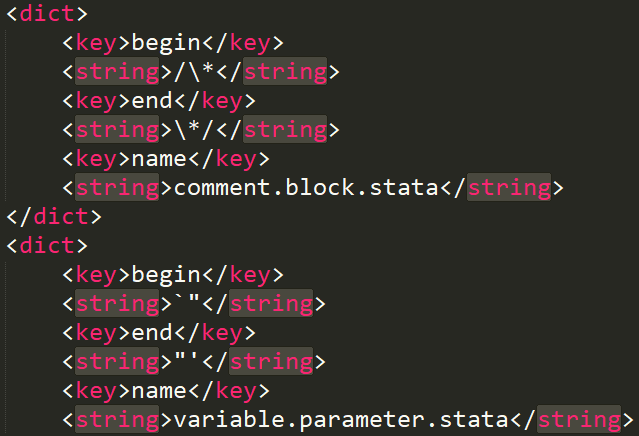 <dict>
    <key>begin</key>
    <string>/\*</string>
    <key>end</key>
    <string>\*/</string>
    <key>name</key>
    <string>comment.block.stata</string>
</dict>
<dict>
    <key>begin</key>
    <string>`"</string>
    <key>end</key>
    <string>"'</string>
    <key>name</key>
    <string>variable.parameter.stata</string>